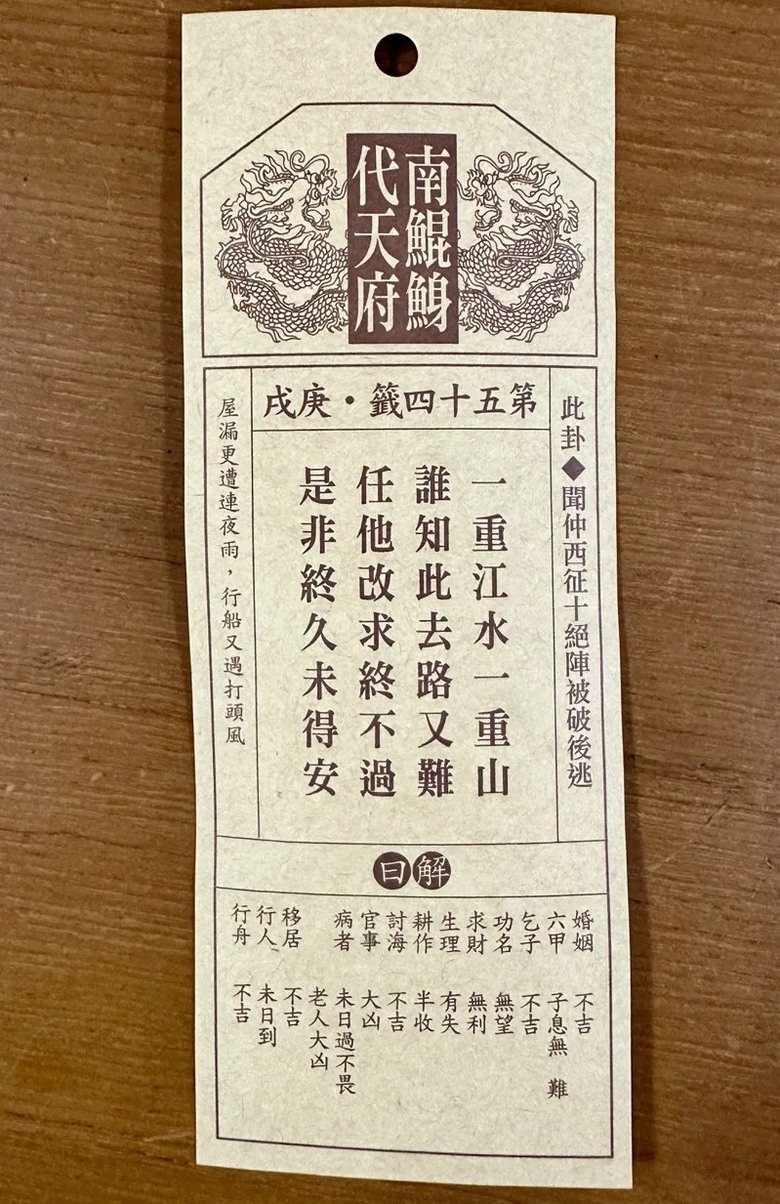 南鯤鯓
代天府
第五十四籤・庚戌
此卦◆聞仲西征十絕陣被破後逃
一重江水一重山
誰知此去路又難
任他改求終不過
是非終久未得安
屋漏更遭連夜雨，行船又遇打頭風
解曰
婚姻 不吉
六甲 子息無 難
乞子 不吉
功名 無望
求財 無利
生理 有失
耕作 半收
討海 不吉
官事 大凶
病者 未日過不畏
老人大凶
移居 不吉
行人 未日到
行舟 不吉